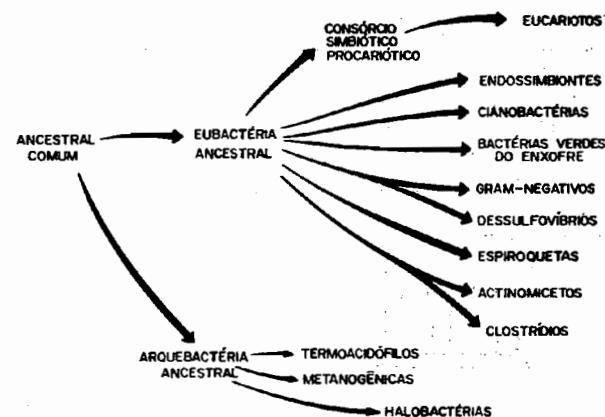 CONSÓRCIO
SIMBIÓTICO
PROCARIÓTICO
EUCARIOTOS
ENDOSSIMBIONTES
CIANOBACTÉRIAS
BACTÉRIAS VERDES
DO ENXOFRE
GRAM-NEGATIVOS
DESSULFOVÍBRIOS
ESPIROQUETAS
ACTINOMICETOS
CLOSTRÍDIOS
EUBACTÉRIA
ANCESTRAL
ANCESTRAL
COMUM
ARQUEBACTÉRIA
ANCESTRAL
TERMOACIDÓFILOS
METANOGÊNICAS
HALOBACTÉRIAS